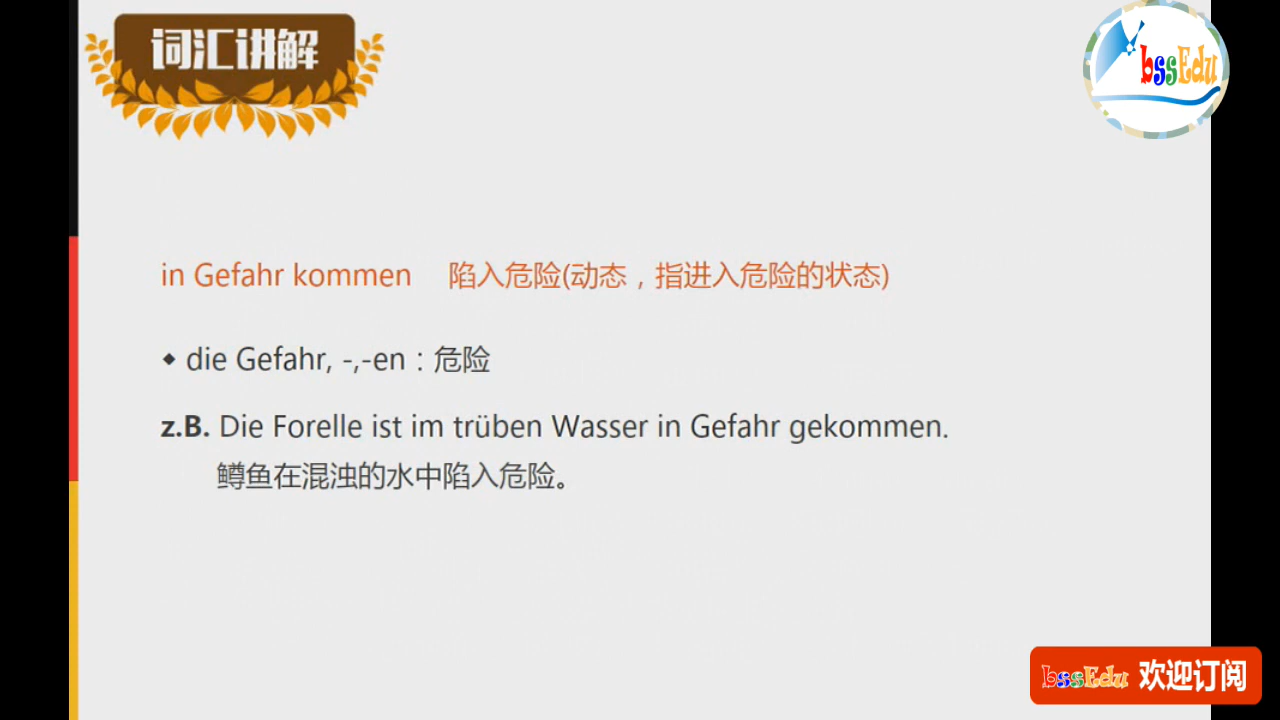 词汇讲解
bssEdu
in Gefahr kommen 陷入危险(动态，指进入危险的状态)
◆ die Gefahr, -,-en：危险
z.B. Die Forelle ist im trüben Wasser in Gefahr gekommen.
鳟鱼在混浊的水中陷入危险。
bssEdu 欢迎订阅